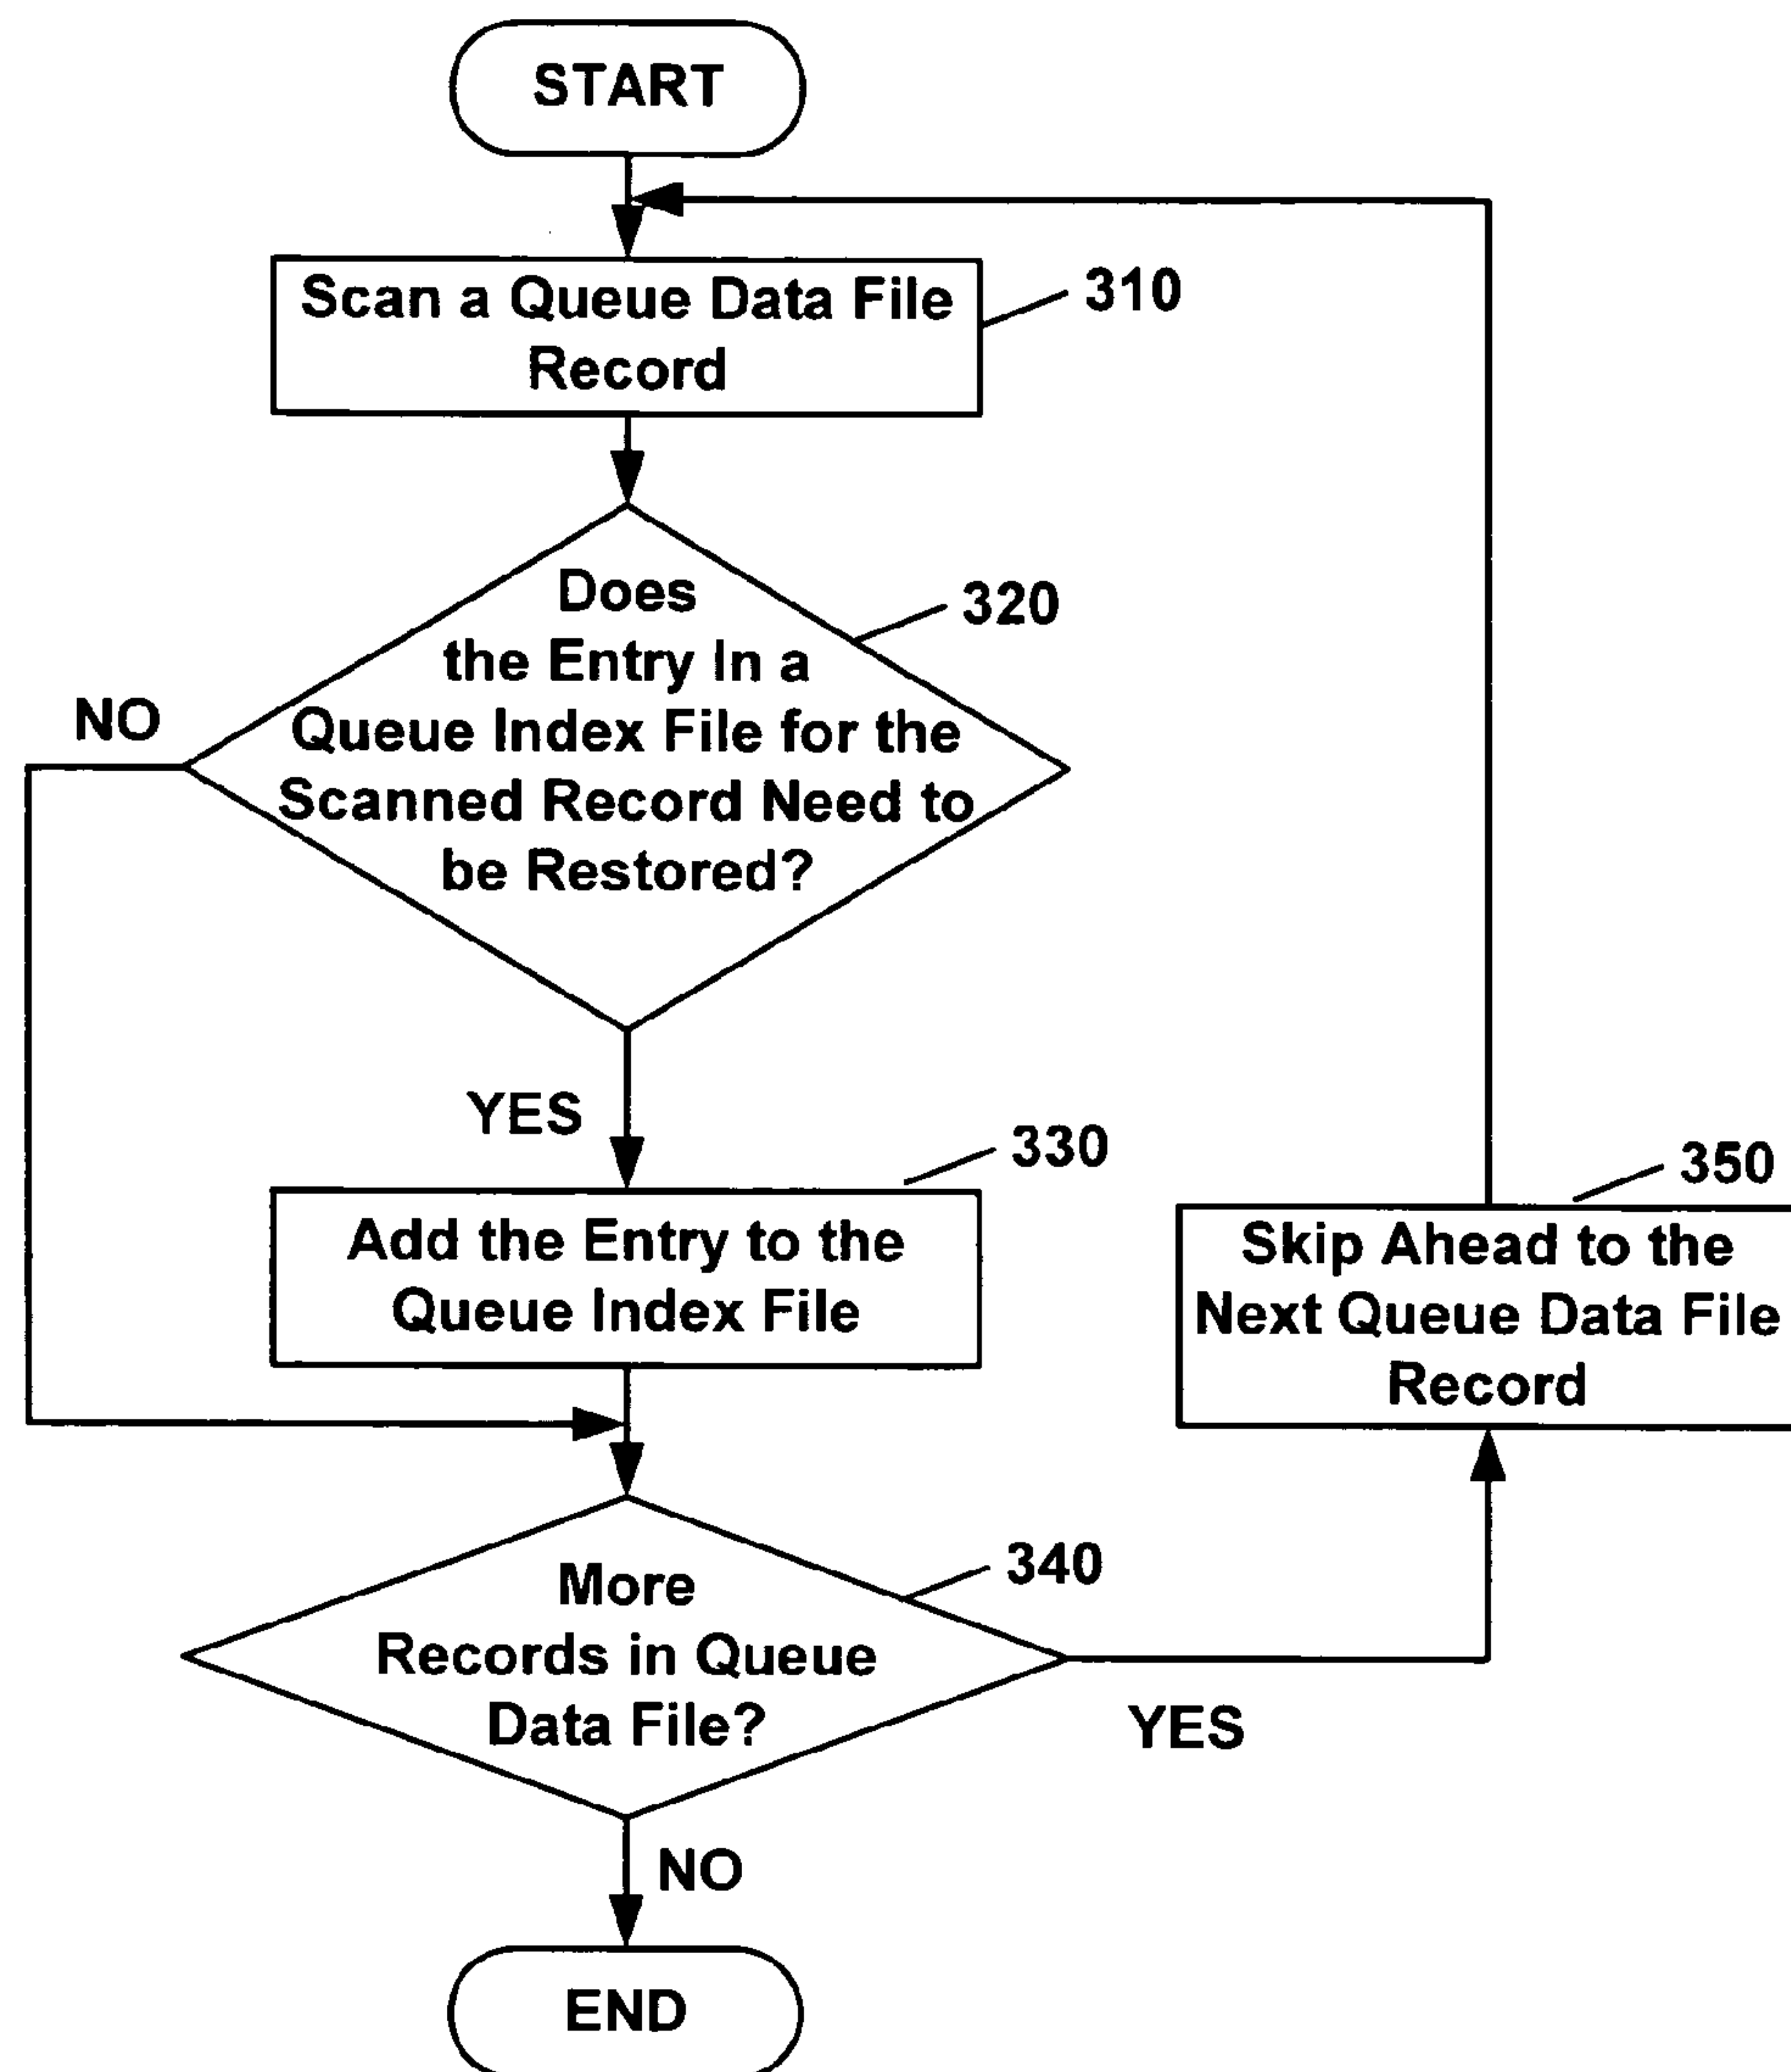 START
Scan a Queue Data File
Record
310
Does
the Entry In a
Queue Index File for the
Scanned Record Need to
be Restored?
320
NO
YES
330
Add the Entry to the
Queue Index File
350
Skip Ahead to the
Next Queue Data File
Record
More
Records in Queue
Data File?
340
YES
NO
END